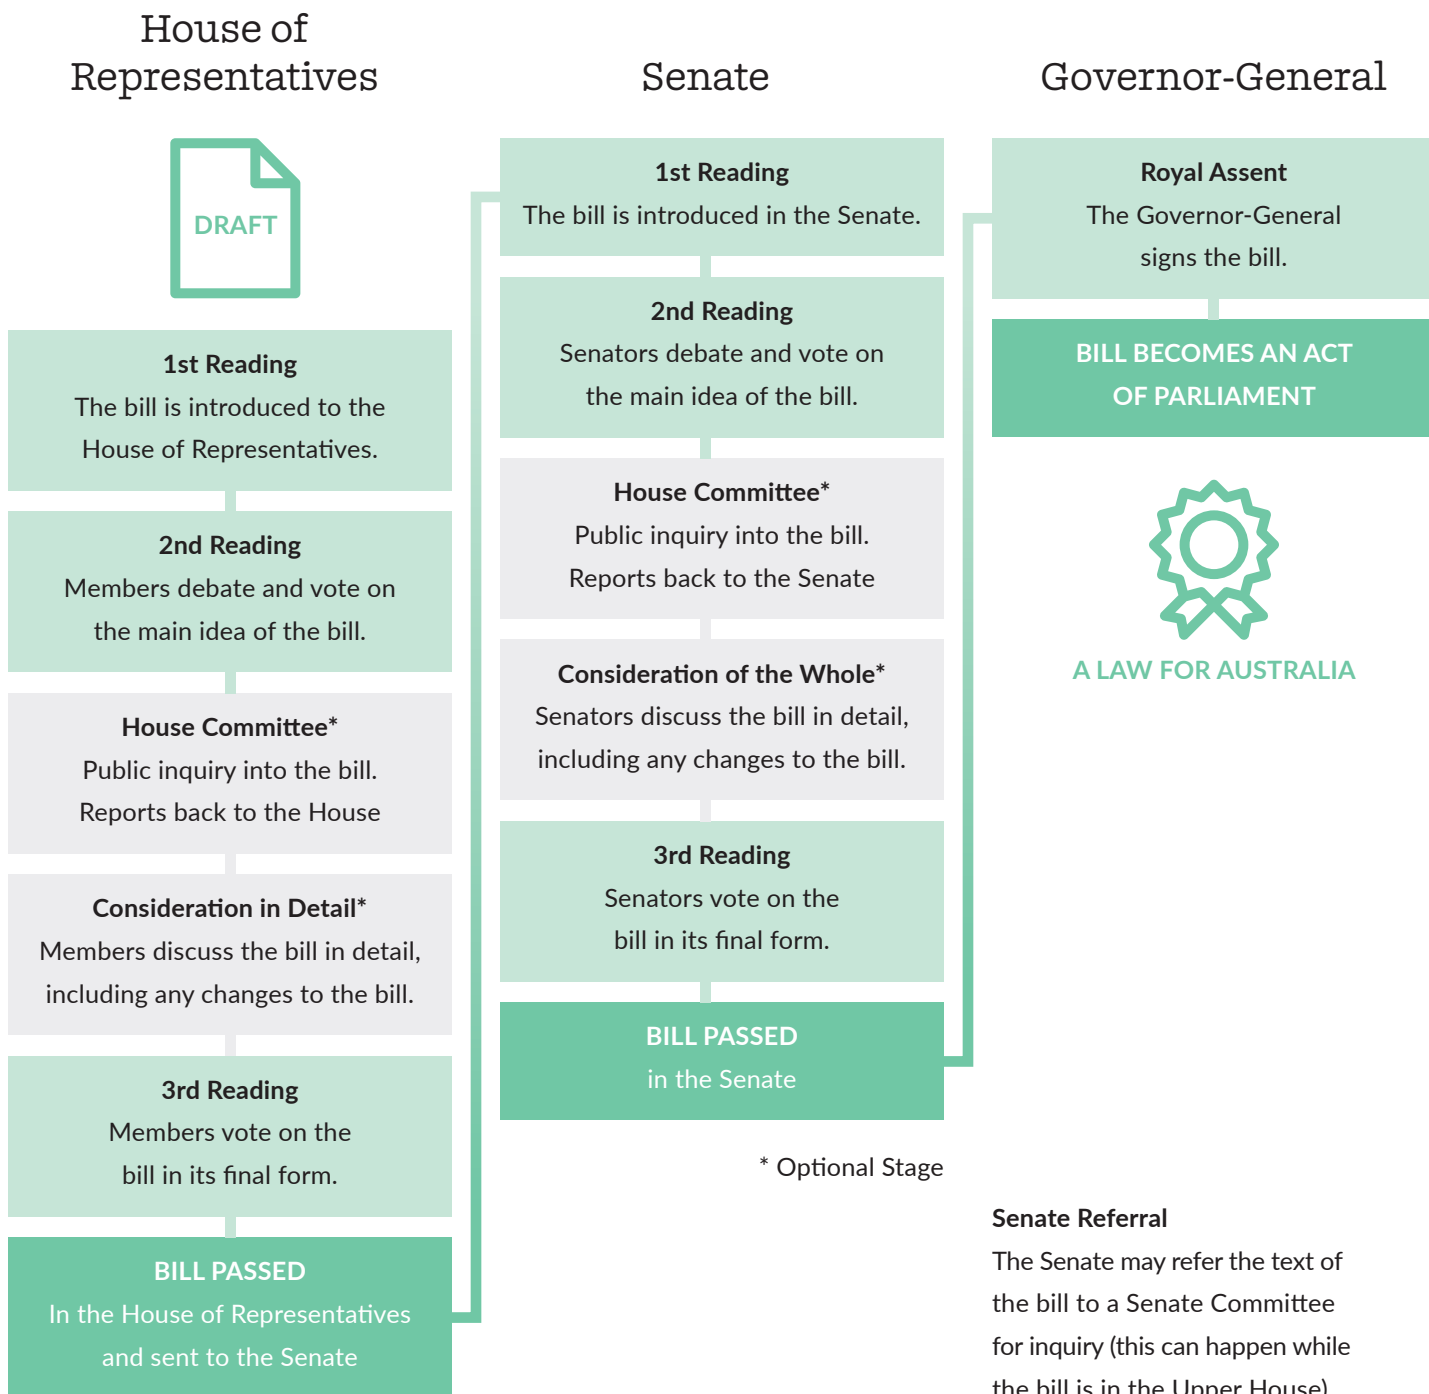 House of
Representatives
DRAFT
1st Reading
The bill is introduced to the
House of Representatives.
2nd Reading
Members debate and vote on
the main idea of the bill.
House Committee*
Public inquiry into the bill.
Reports back to the House
Consideration in Detail*
Members discuss the bill in detail,
including any changes to the bill.
3rd Reading
Members vote on the
bill in its final form.
BILL PASSED
In the House of Representatives
and sent to the Senate
Senate
1st Reading
The bill is introduced in the Senate.
2nd Reading
Senators debate and vote on
the main idea of the bill.
House Committee*
Public inquiry into the bill.
Reports back to the Senate
Consideration of the Whole*
Senators discuss the bill in detail,
including any changes to the bill.
3rd Reading
Senators vote on the
bill in its final form.
BILL PASSED
in the Senate
* Optional Stage
Governor-General
Royal Assent
The Governor-General
signs the bill.
BILL BECOMES AN ACT
OF PARLIAMENT
A LAW FOR AUSTRALIA
Senate Referral
The Senate may refer the text of
the bill to a Senate Committee
for inquiry (this can happen while
the bill is in the Upper House)